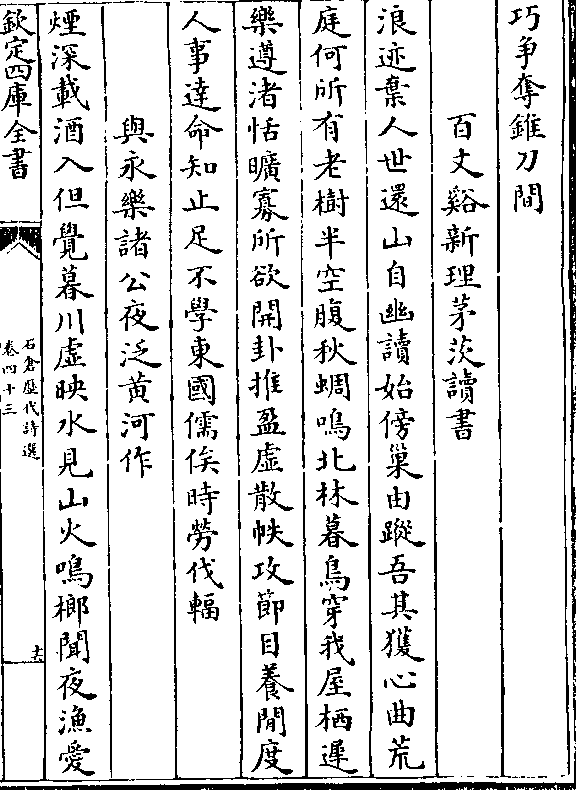 巧争奪錐刀間
百丈谿新理茅茨讀書
浪迹棄人世還山自幽讀始傍巢由蹤吾其獲心曲荒
庭何所有老樹半空腹秋蜩鳴北林暮鳥穿我屋栖遲
樂遵渚恬曠寡所欲開卦推盈虛散帙攻節目養閒度
人事達命知止足不學東國儒俟時勞伐輻
與永樂諸公夜泛黃河作
煙深載酒入但覺暮川虛映水見山火鳴榔聞夜漁愛
欽定四庫全書
石倉歷代詩選
卷四十三
十六